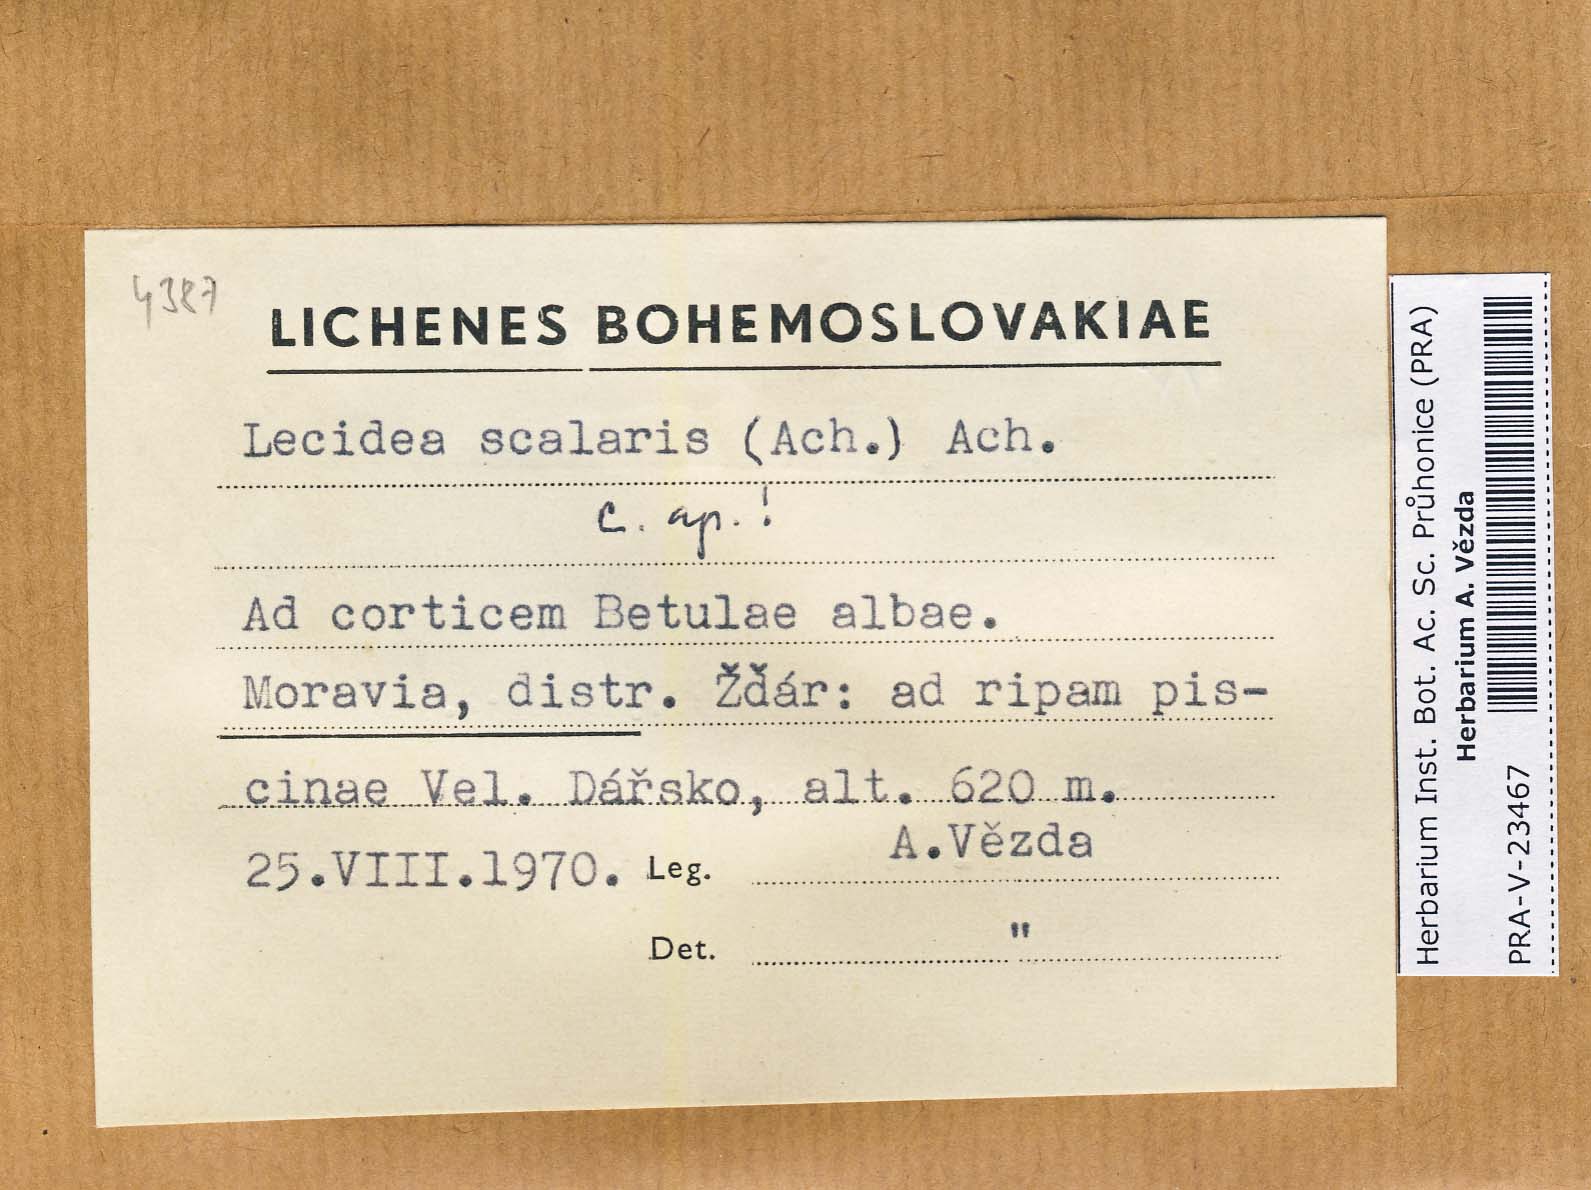 4387
LICHENES BOHEMOSLOVAKIAE
Lecidea scalaris (Ach.) Ach.
c. ap. !
Ad corticem Betulae albae.
Moravia, distr. Žďár: ad ripam pis-
cinae Vel. Dářsko, alt. 620 m.
25.VIII.1970. Leg. A.Vězda
Det. "
Herbarium Inst. Bot. Ac. Sc. Průhonice (PRA)
Herbarium A. Vězda
PRA-V-23467